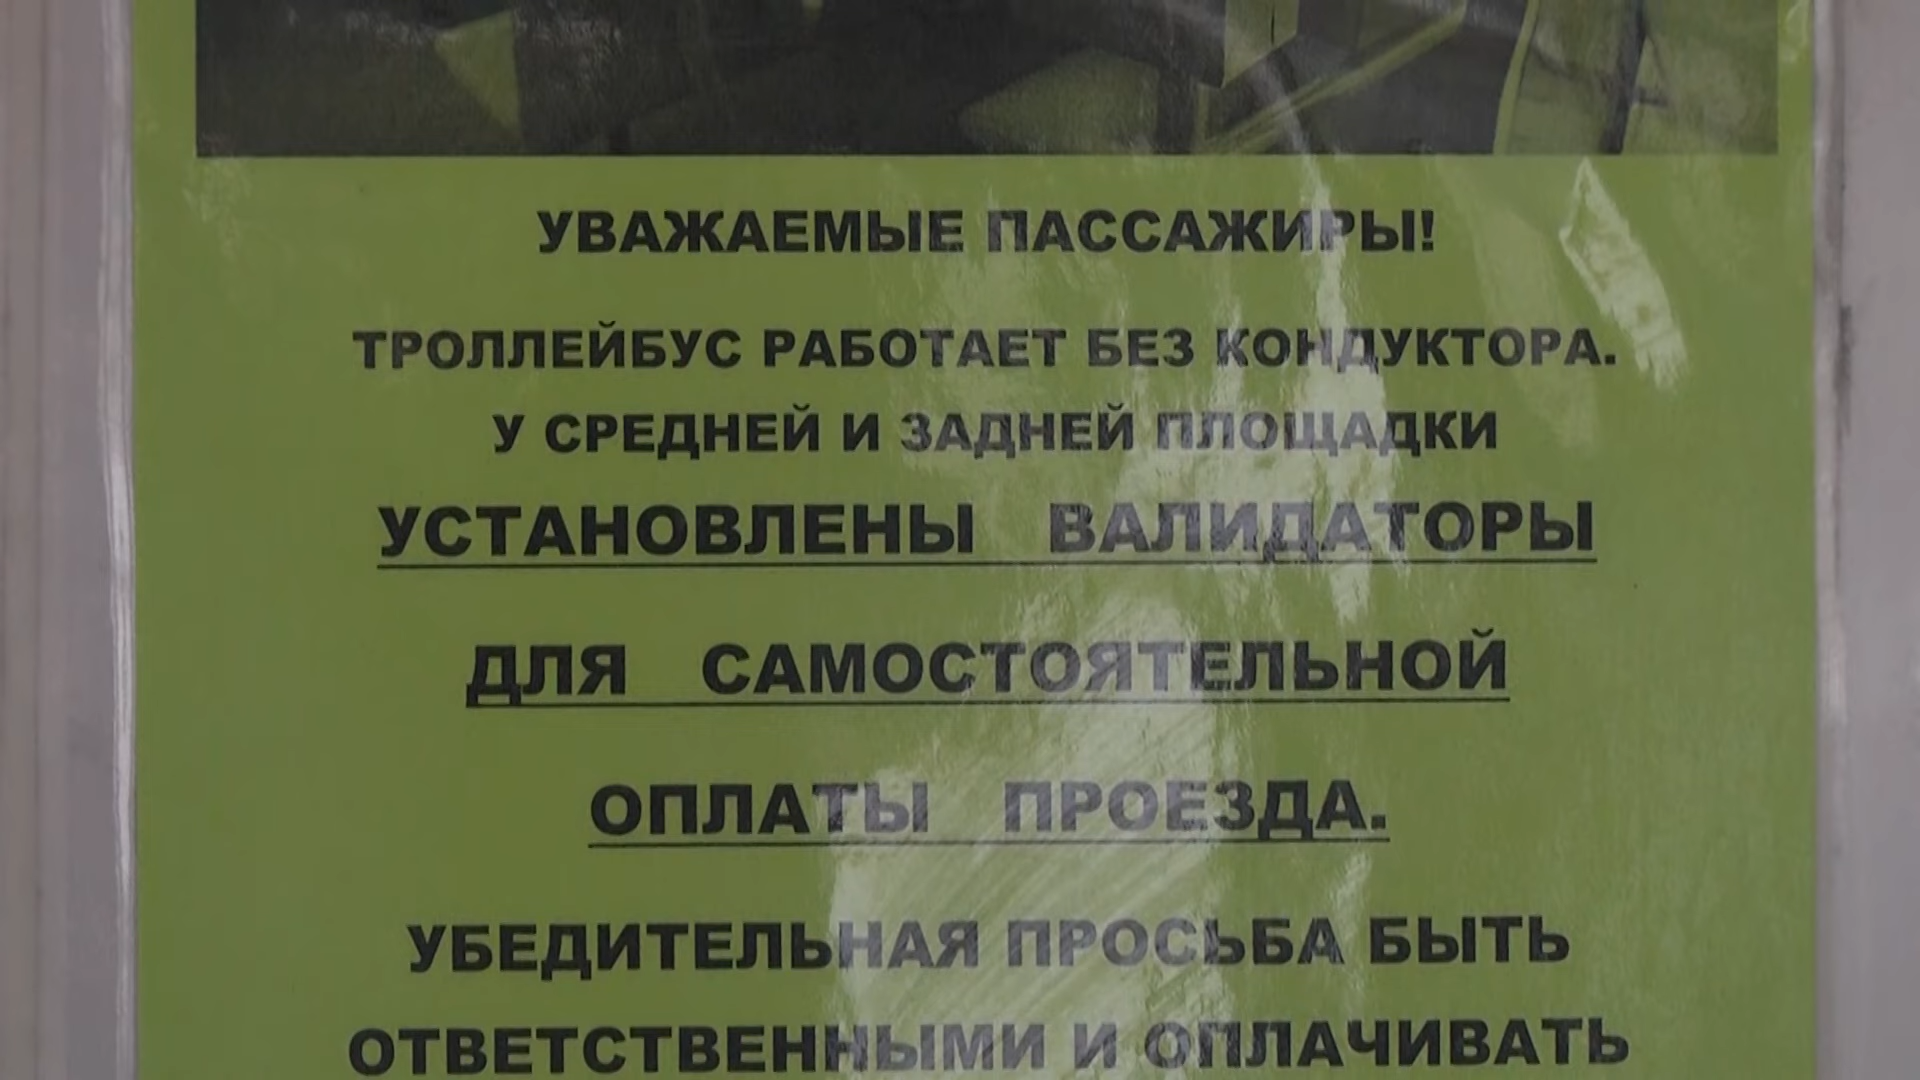 УВАЖАЕМЫЕ ПАССАЖИРЫ!
ТРОЛЛЕЙБУС РАБОТАЕТ БЕЗ КОНДУКТОРА.
У СРЕДНЕЙ И ЗАДНЕЙ ПЛОЩАДКИ
УСТАНОВЛЕНЫ ВАЛИДАТОРЫ
ДЛЯ САМОСТОЯТЕЛЬНОЙ
ОПЛАТЫ ПРОЕЗДА.
УБЕДИТЕЛЬНАЯ ПРОСЬБА БЫТЬ
ОТВЕТСТВЕННЫМИ И ОПЛАЧИВАТЬ